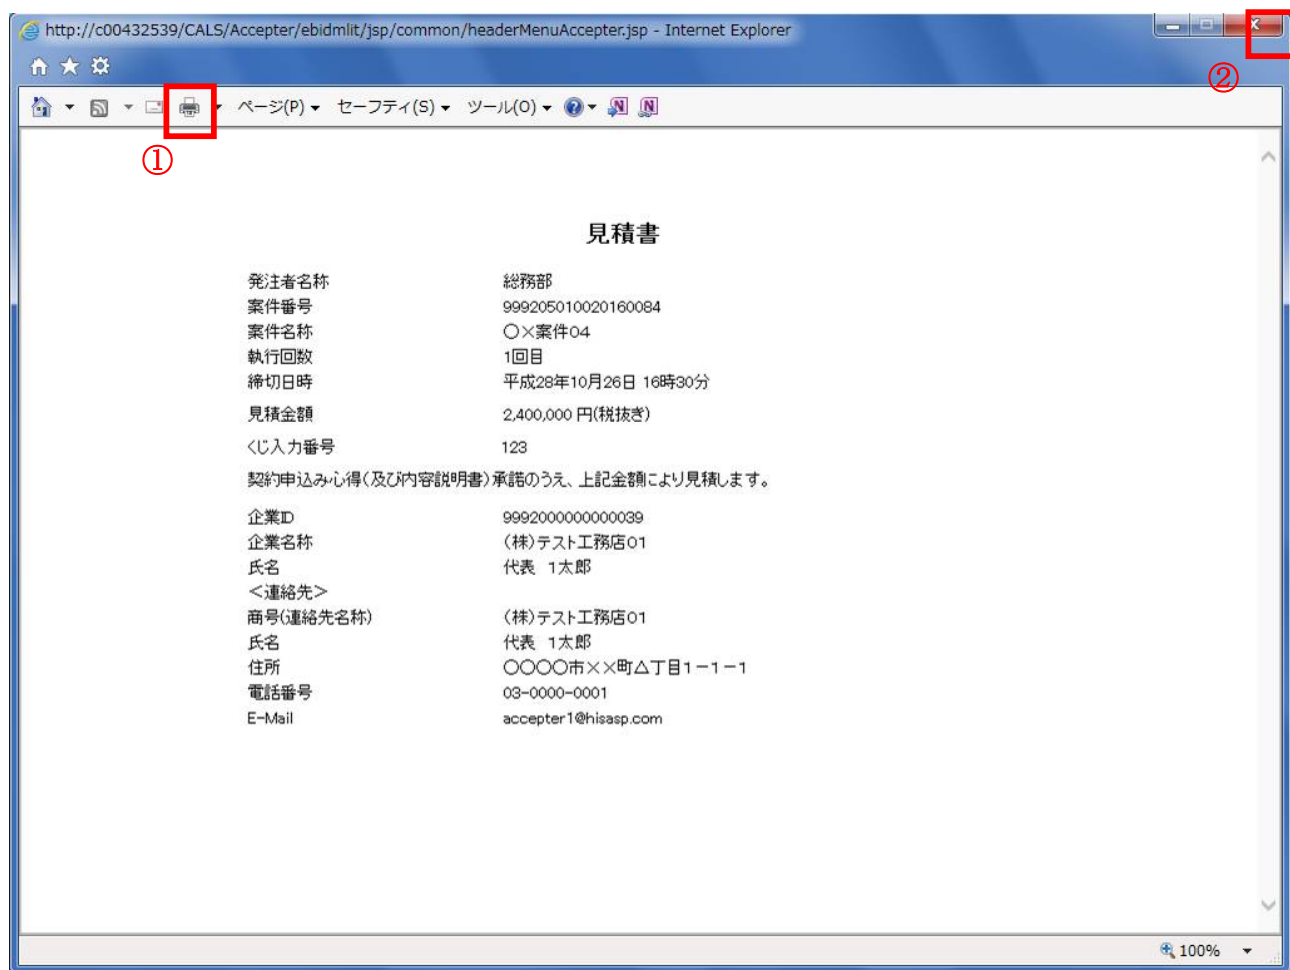 http://c00432539/CALS/Accepter/ebidmlit/jsp/common/headerMenuAccepter.jsp - Internet Explorer
②
ページ(P) セーフティ(S) ツール(O)
①
見積書
発注者名称 総務部
案件番号 999205010020160084
案件名称 〇×案件04
執行回数 1回目
締切日時 平成28年10月26日 16時30分
見積金額 2,400,000 円(税抜き)
くじ入力番号 123
契約申込み心得(及び内容説明書)承諾のうえ、上記金額により見積します。
企業ID 9992000000000039
企業名称 (株)テスト工務店01
氏名 代表 1太郎
<連絡先>
商号(連絡先名称) (株)テスト工務店01
氏名 代表 1太郎
住所 〇〇〇〇市××町△丁目1-1-1
電話番号 03-0000-0001
E-Mail accepter1@hisasp.com
100%